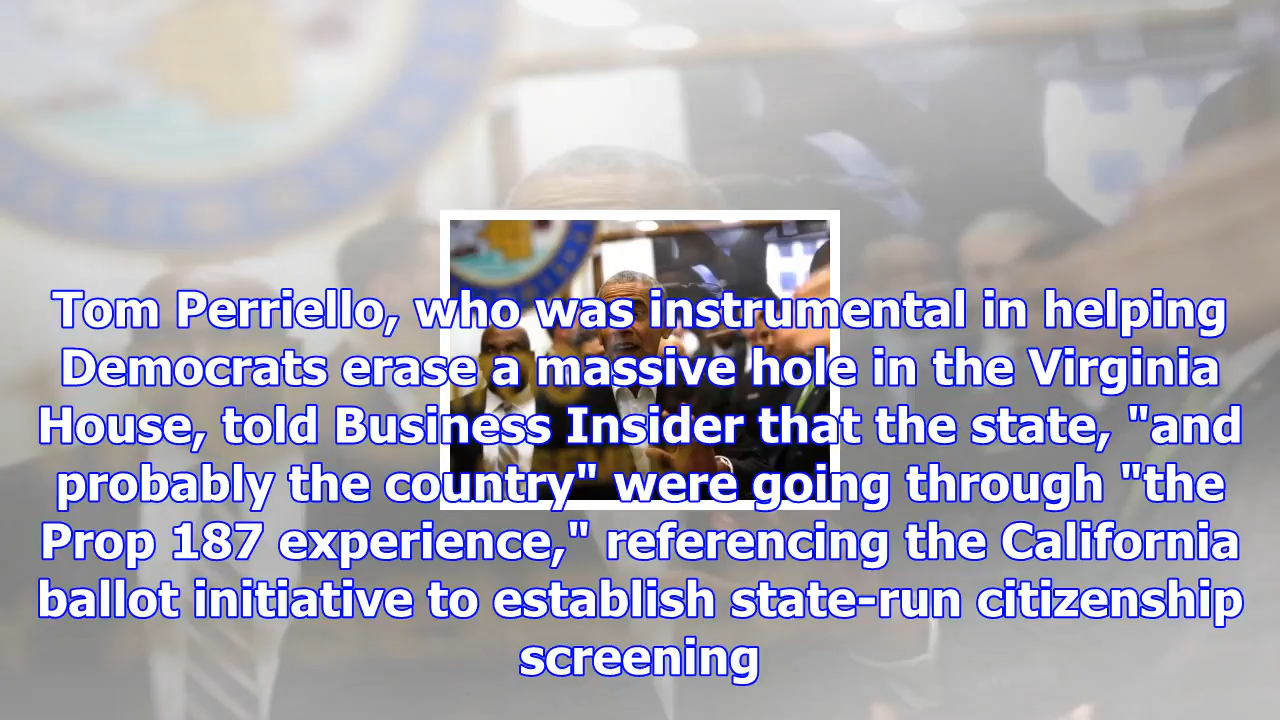 Tom Perriello, who was instrumental in helping
Democrats erase a massive hole in the Virginia
House, told Business Insider that the state, "and
probably the country" were going through "the
Prop 187 experience," referencing the California
ballot initiative to establish state-run citizenship
screening